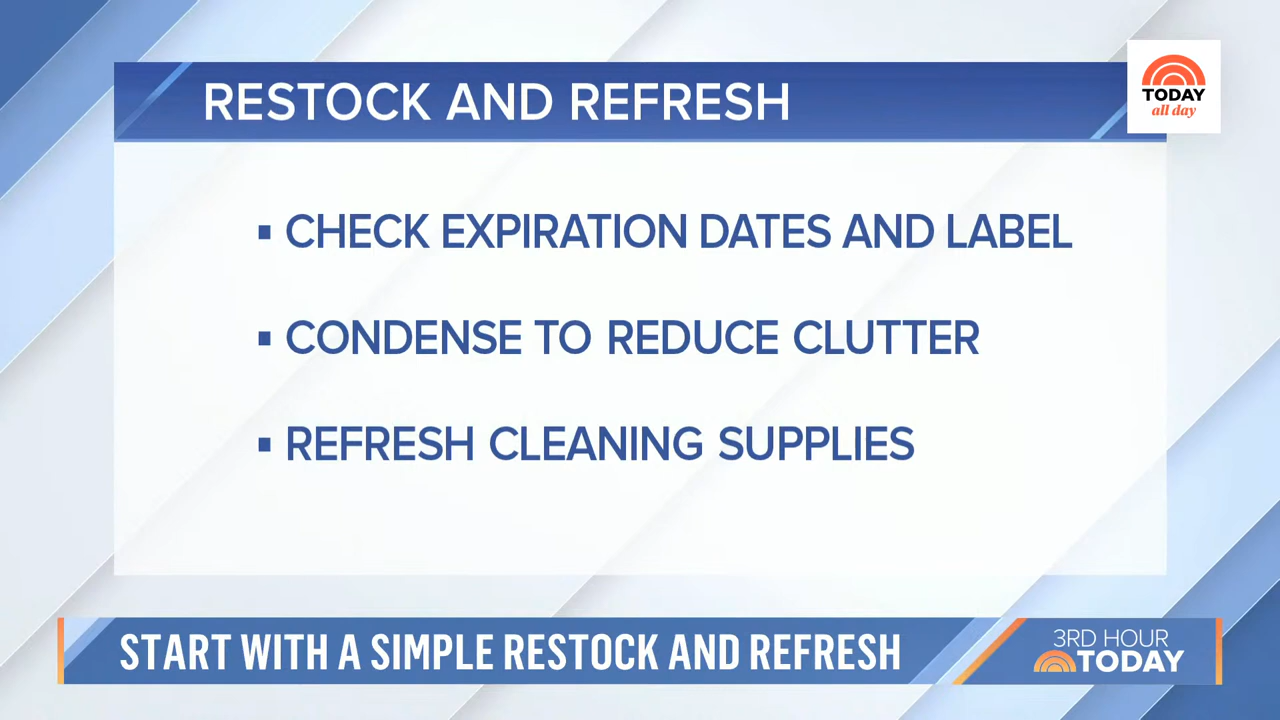 RESTOCK AND REFRESH
TODAY
all day
▪ CHECK EXPIRATION DATES AND LABEL
▪ CONDENSE TO REDUCE CLUTTER
▪ REFRESH CLEANING SUPPLIES
START WITH A SIMPLE RESTOCK AND REFRESH
3RD HOUR
TODAY